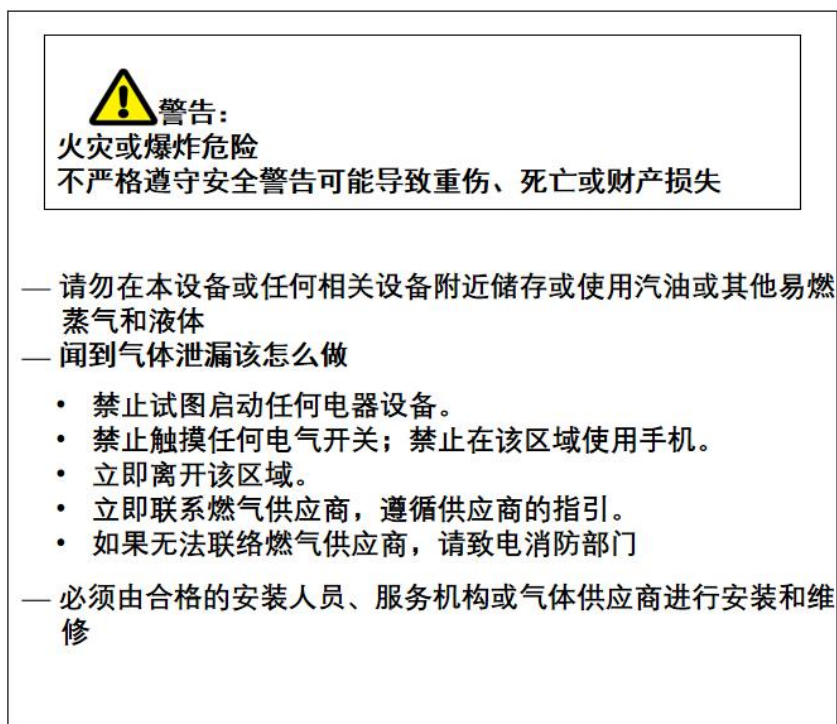 警告：
火灾或爆炸危险
不严格遵守安全警告可能导致重伤、死亡或财产损失
— 请勿在本设备或任何相关设备附近储存或使用汽油或其他易燃
蒸气和液体
— 闻到气体泄漏该怎么做
• 禁止试图启动任何电器设备。
• 禁止触摸任何电气开关；禁止在该区域使用手机。
• 立即离开该区域。
• 立即联系燃气供应商，遵循供应商的指引。
• 如果无法联络燃气供应商，请致电消防部门
— 必须由合格的安装人员、服务机构或气体供应商进行安装和维
修